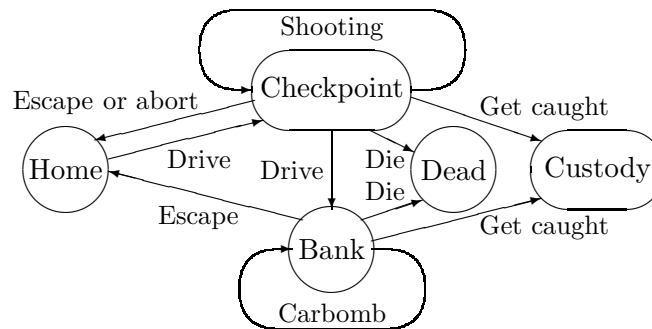 Shooting
Checkpoint
Escape or abort
Get caught
Home
Drive
Drive
Die
Dead
Custody
Die
Escape
Get caught
Bank
Carbomb